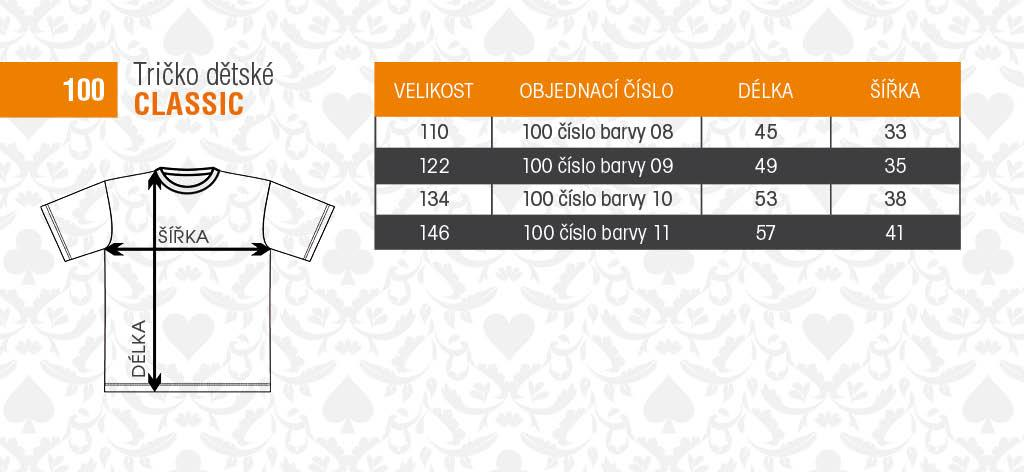 100
Tričko dětské
CLASSIC
VELIKOST OBJEDNACÍ ČÍSLO DÉLKA ŠÍŘKA
110 100 číslo barvy 08 45 33
122 100 číslo barvy 09 49 35
134 100 číslo barvy 10 53 38
146 100 číslo barvy 11 57 41
ŠÍŘKA
DÉLKA